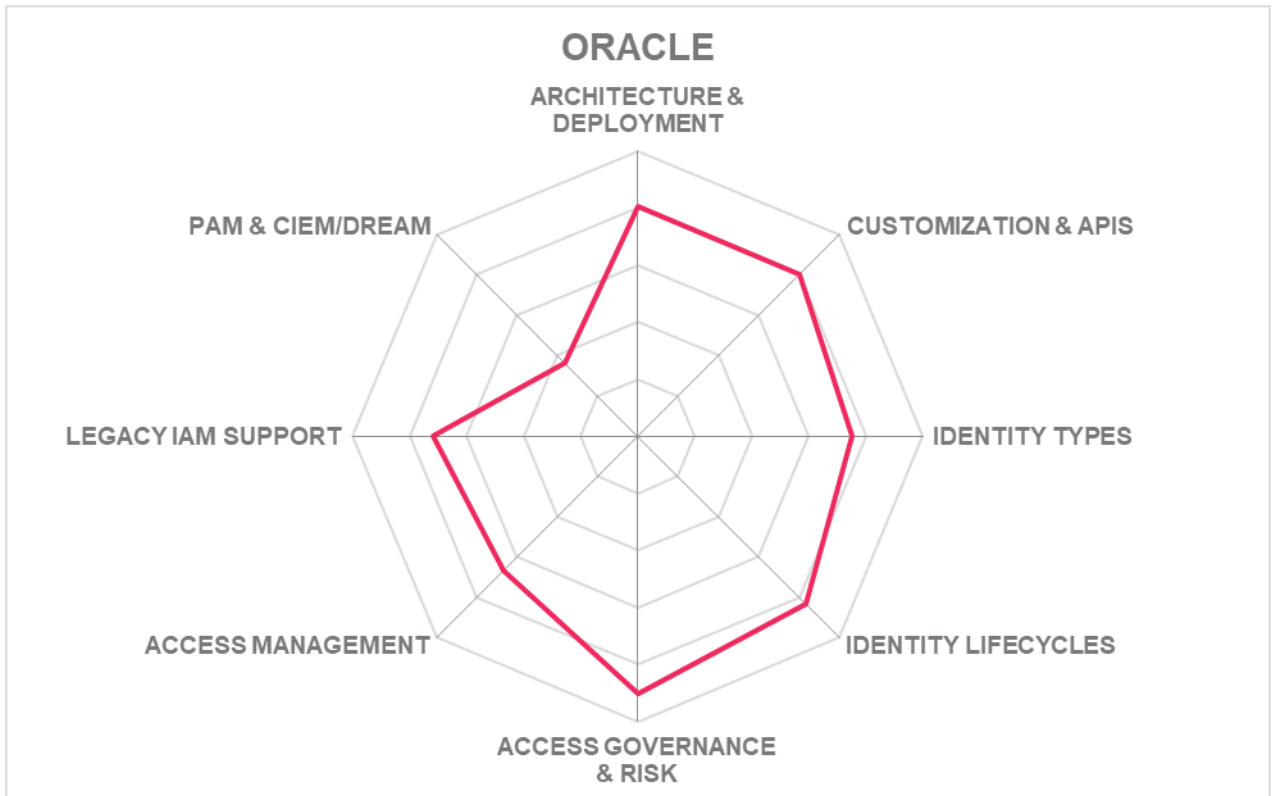 ORACLE
ARCHITECTURE &
DEPLOYMENT
PAM & CIEM/DREAM
CUSTOMIZATION & APIS
LEGACY IAM SUPPORT
IDENTITY TYPES
ACCESS MANAGEMENT
IDENTITY LIFECYCLES
ACCESS GOVERNANCE
& RISK